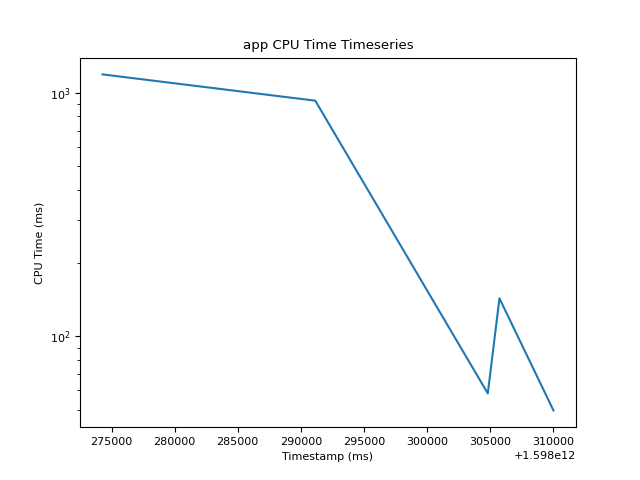 app CPU Time Timeseries
10³
10²
CPU Time (ms)
275000 280000 285000 290000 295000 300000 305000 310000
Timestamp (ms)
+1.598e12